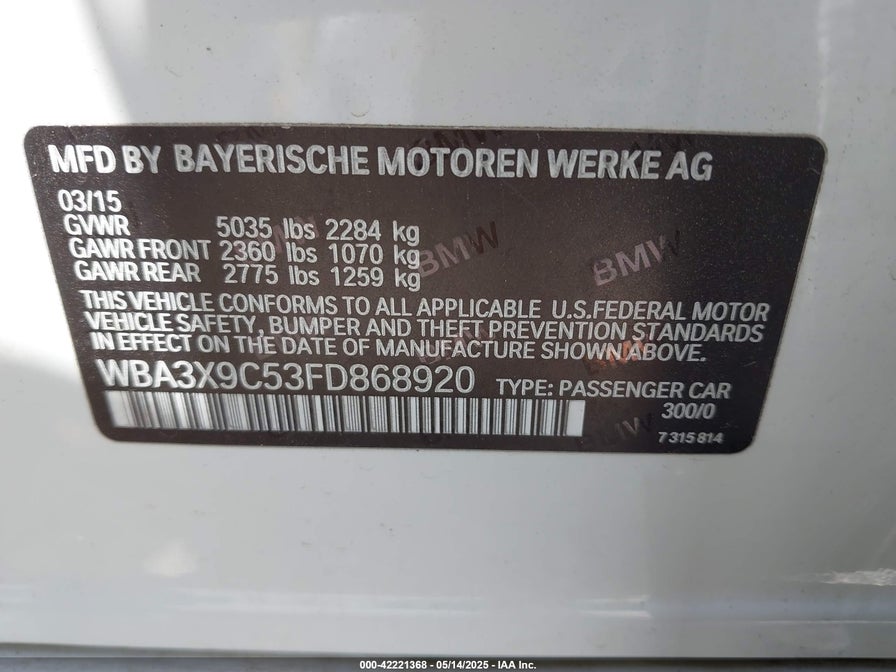 MFD BY BAYERISCHE MOTOREN WERKE AG
03/15
GVWR 5035 lbs 2284 kg
GAWR FRONT 2360 lbs 1070 kg
GAWR REAR 2775 lbs 1259 kg
THIS VEHICLE CONFORMS TO ALL APPLICABLE U.S.FEDERAL MOTOR
VEHICLE SAFETY, BUMPER AND THEFT PREVENTION STANDARDS
IN EFFECT ON THE DATE OF MANUFACTURE SHOWN ABOVE.
WBA3X9C53FD868920 TYPE: PASSENGER CAR
300/0
7 315 814
BMW
BMW
000-42221368 - 05/14/2025 - IAA Inc.